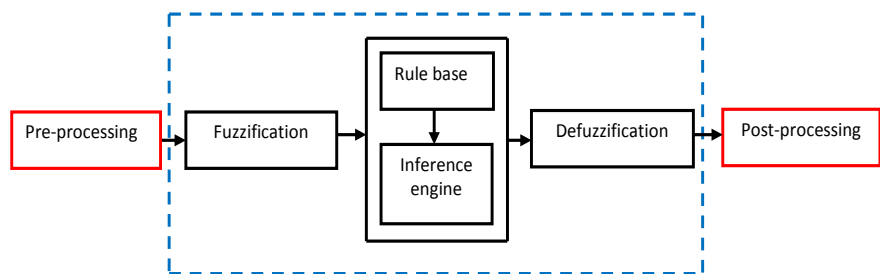 Pre-processing
Fuzzification
Rule base
Inference
engine
Defuzzification
Post-processing